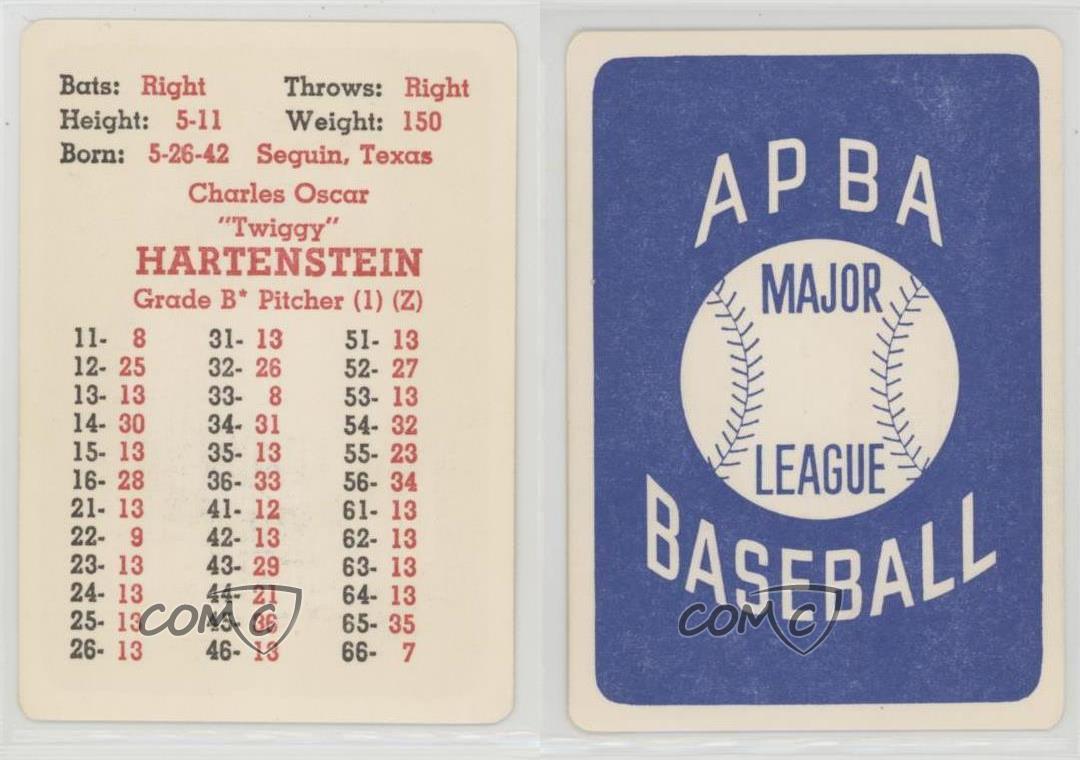 Bats: Right Throws: Right
Height: 5-11 Weight: 150
Born: 5-26-42 Seguin, Texas
Charles Oscar
"Twiggy"
HARTENSTEIN
Grade B* Pitcher (1) (Z)
11- 8 31- 13 51- 13
12- 25 32- 26 52- 27
13- 13 33- 8 53- 13
14- 30 34- 31 54- 32
15- 13 35- 13 55- 23
16- 28 36- 33 56- 34
21- 13 41- 12 61- 13
22- 9 42- 13 62- 13
23- 13 43- 29 63- 13
24- 13 44- 21 64- 13
25- 13 45- 36 65- 35
26- 13 46- 13 66- 7
COMC
APBA
MAJOR
LEAGUE
BASEBALL
COMC